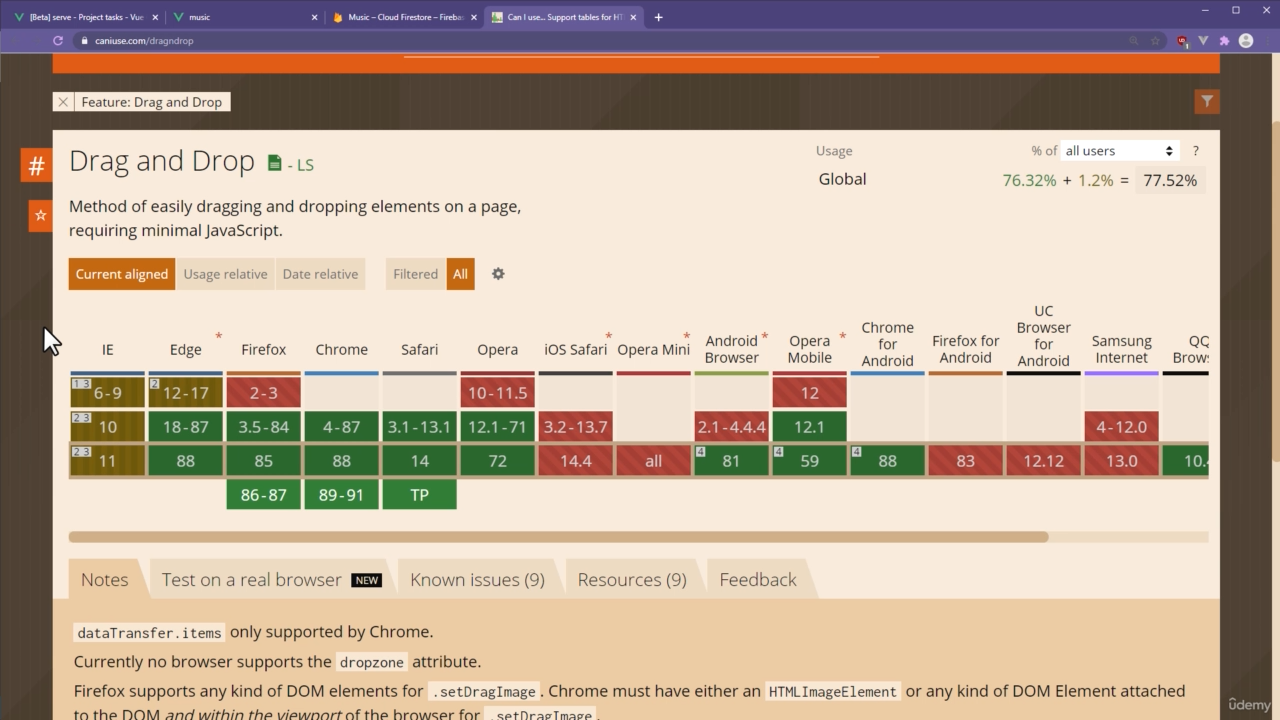 [Beta] serve - Project tasks - Vue
music
Music – Cloud Firestore – Fireba
Can I use... Support tables for HT
caniuse.com/dragndrop
Feature: Drag and Drop
#
Drag and Drop - LS
Usage % of all users ?
Global 76.32% + 1.2% = 77.52%
Method of easily dragging and dropping elements on a page,
requiring minimal JavaScript.
Current aligned Usage relative Date relative Filtered All
IE
Edge *
Firefox
Chrome
Safari
Opera
iOS Safari *
Opera Mini *
Android
Browser *
Opera
Mobile *
Chrome
for
Android
Firefox for
Android
UC
Browser
for
Android
Samsung
Internet
QQ
Brows
1 3 6-9 2 12-17 2-3 10-11.5 12
2 3 10 18-87 3.5-84 4-87 3.1-13.1 12.1-71 3.2-13.7 2.1-4.4.4 12.1 4-12.0
2 3 11 88 85 88 14 72 14.4 all 4 81 4 59 4 88 83 12.12 13.0 10.4
86-87 89-91 TP
Notes Test on a real browser NEW Known issues (9) Resources (9) Feedback
dataTransfer.items only supported by Chrome.
Currently no browser supports the dropzone attribute.
Firefox supports any kind of DOM elements for .setDragImage. Chrome must have either an HTMLImageElement or any kind of DOM Element attached
to the DOM and within the viewport of the browser for .setDragImage.
ûdemy